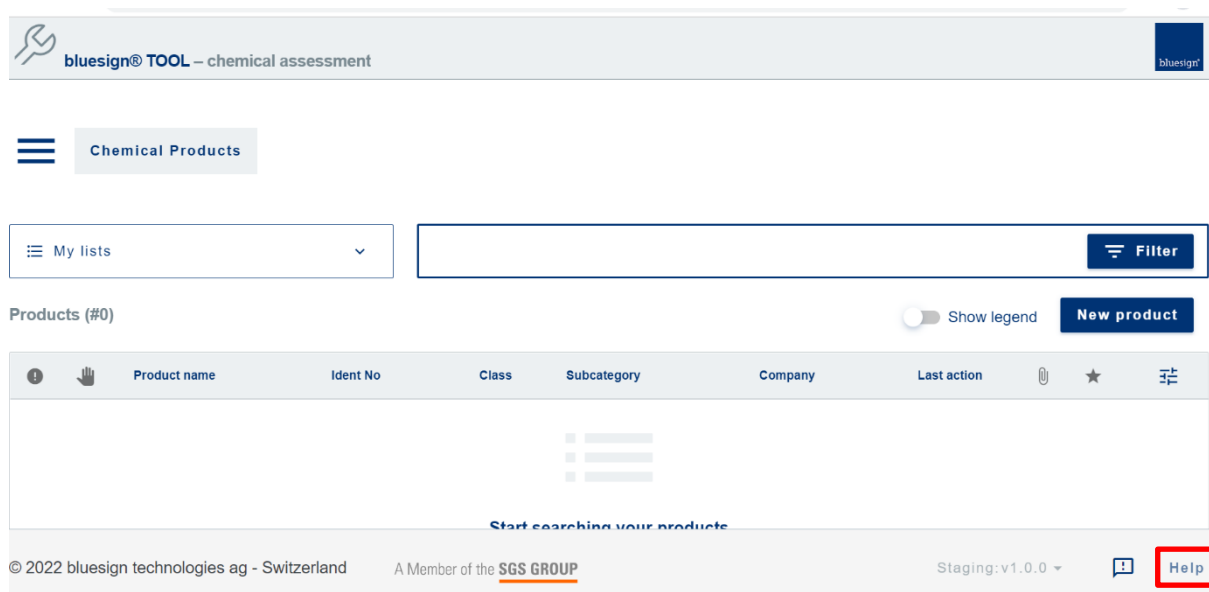 bluesign® TOOL – chemical assessment
bluesign®
Chemical Products
My lists
Filter
Products (#0)
Show legend
New product
Product name Ident No Class Subcategory Company Last action
Start searching your products
© 2022 bluesign technologies ag - Switzerland A Member of the SGS GROUP Staging:v1.0.0 Help